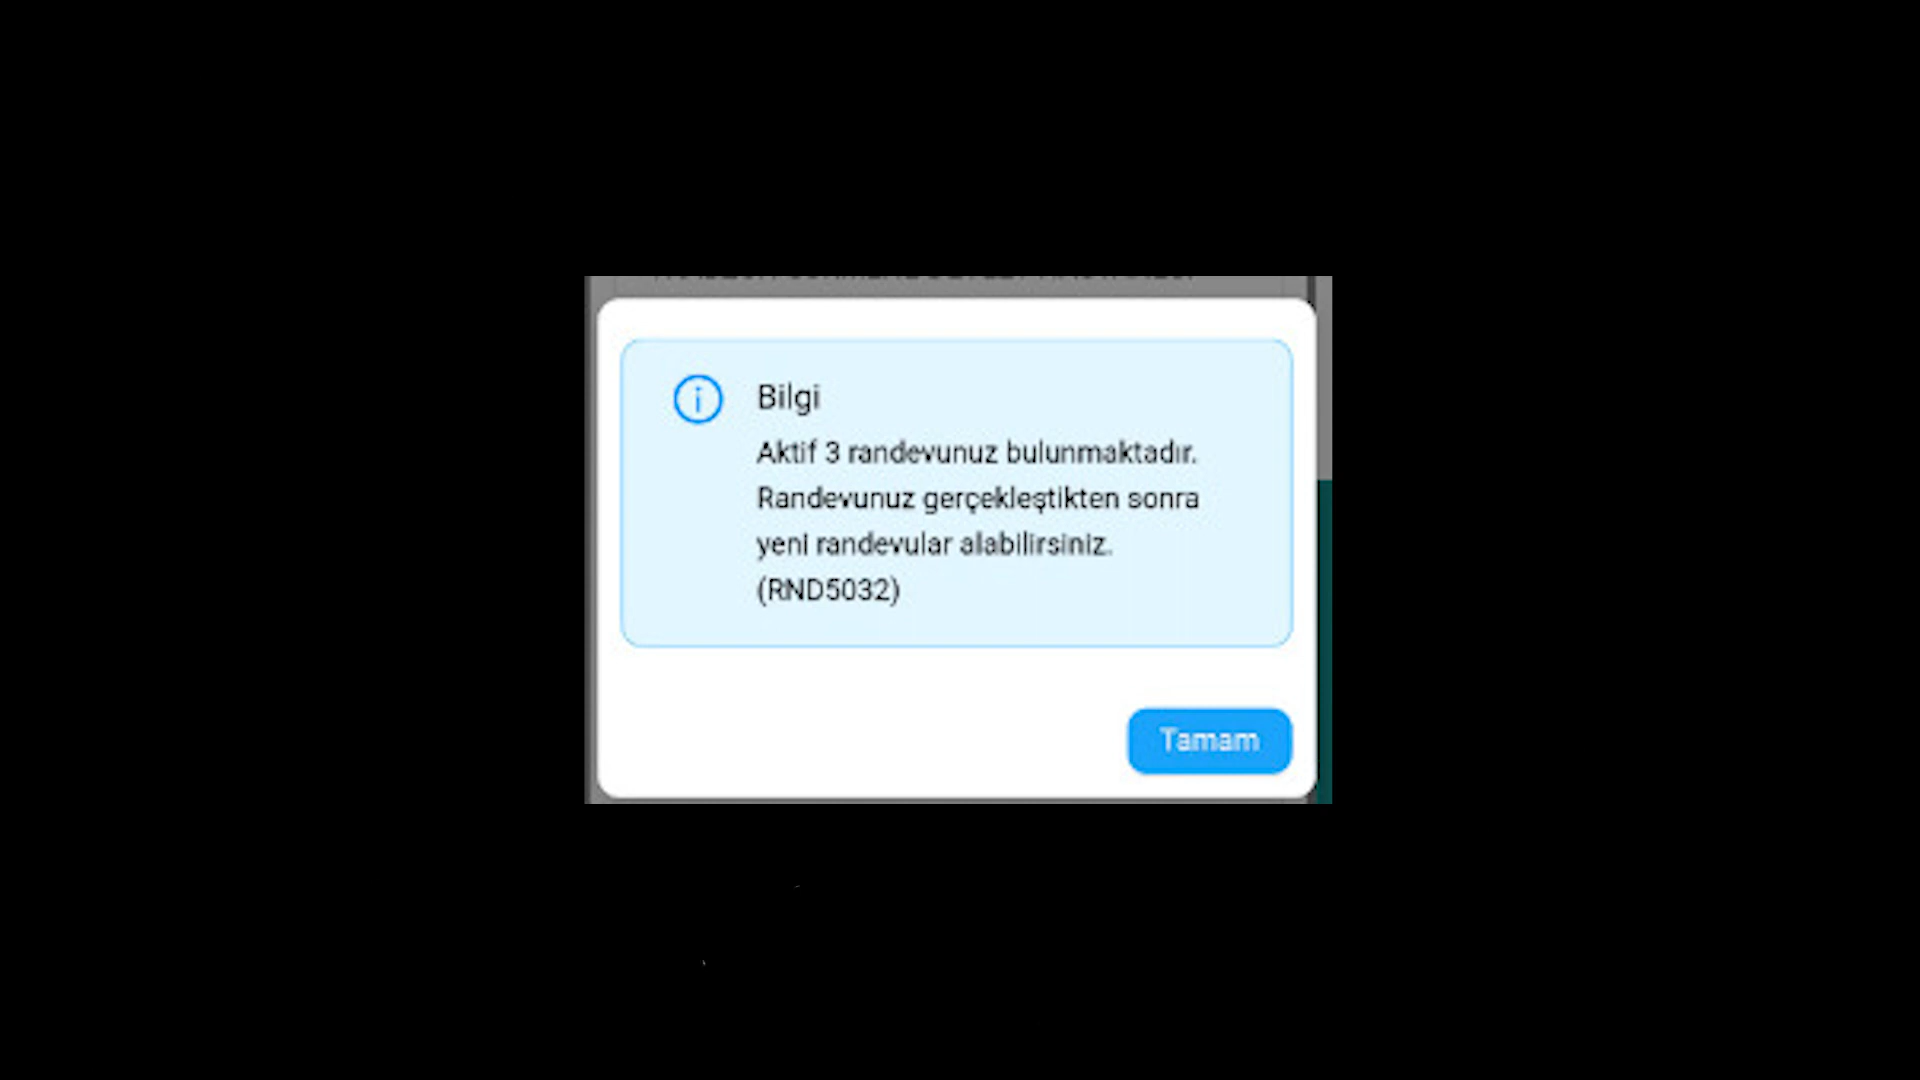 Bilgi
Aktif 3 randevunuz bulunmaktadır.
Randevunuz gerçekleştikten sonra
yeni randevular alabilirsiniz.
(RND5032)
Tamam